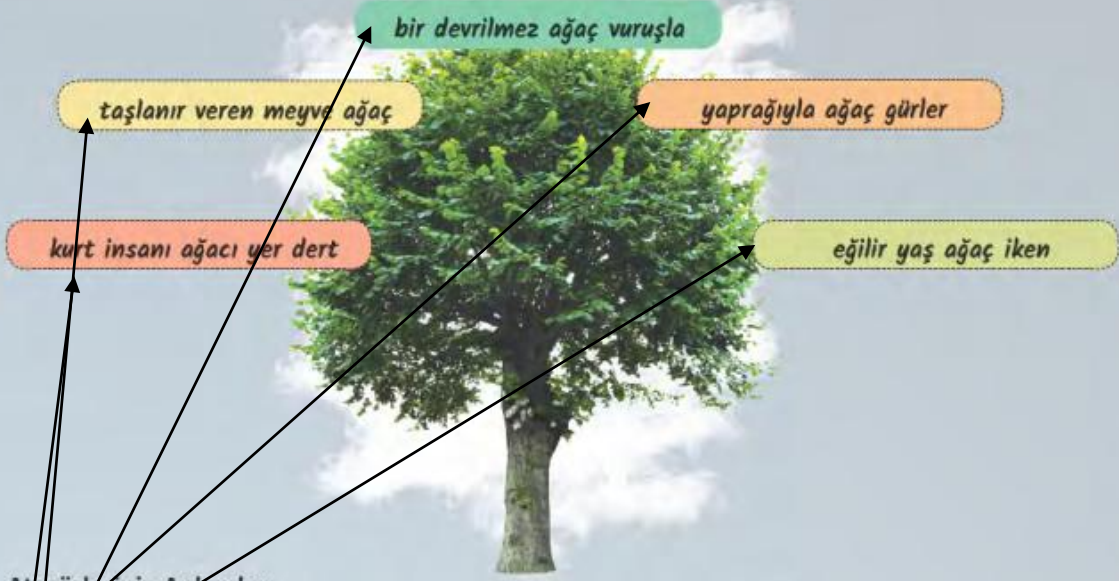 bir devrilmez ağaç vuruşla
taşlanır veren meyve ağaç
yaprağıyla ağaç gürler
kurt insanı ağacı yer dert
eğilir yaş ağaç iken